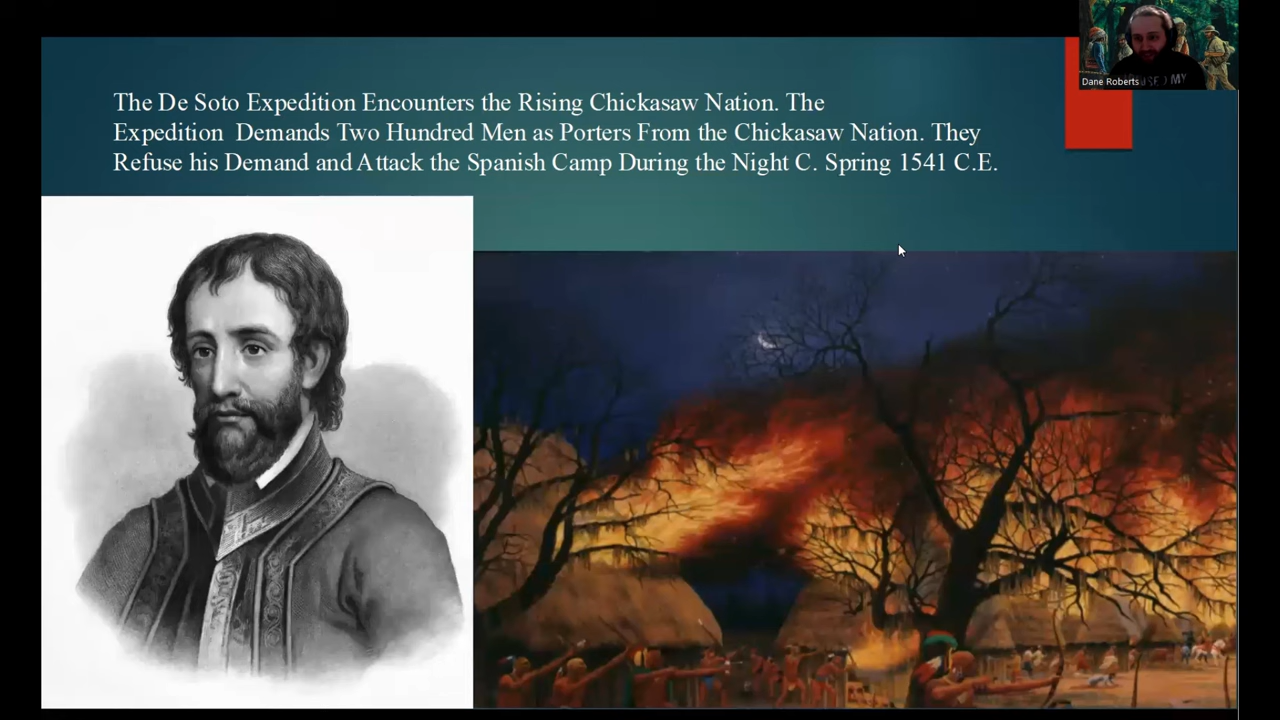 The De Soto Expedition Encounters the Rising Chickasaw Nation. The
Expedition Demands Two Hundred Men as Porters From the Chickasaw Nation. They
Refuse his Demand and Attack the Spanish Camp During the Night C. Spring 1541 C.E.
Dane Roberts
MY